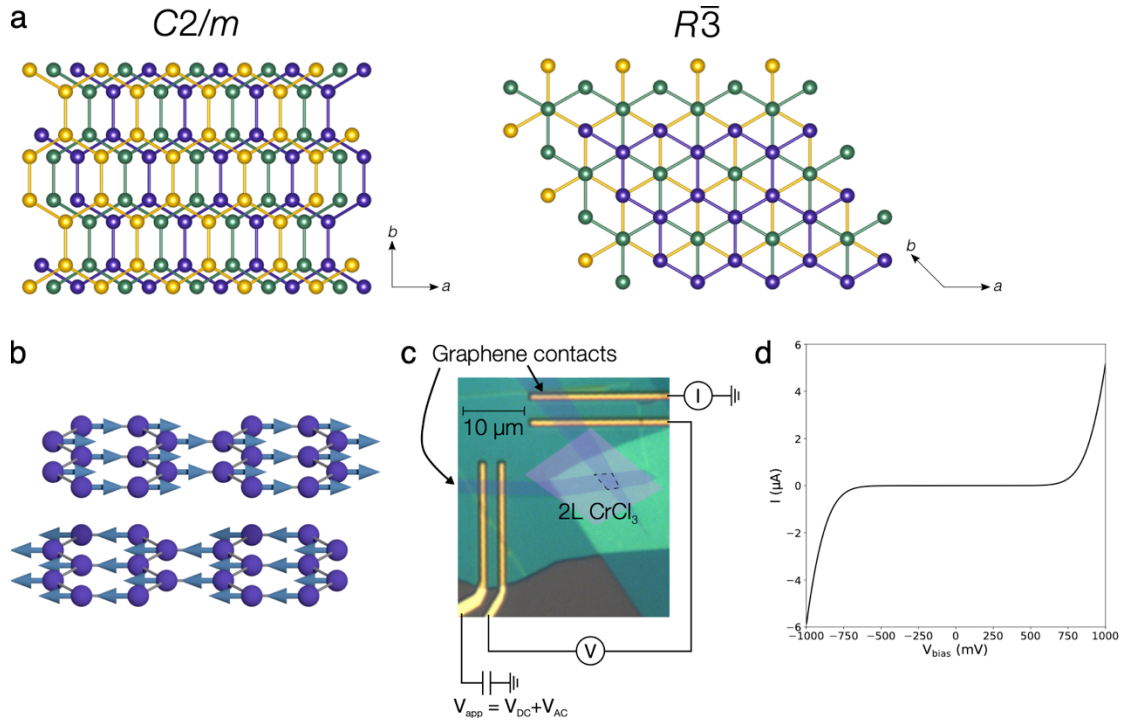 a
C2/m
R3̅
b
a
b
a
b
c
Graphene contacts
10 µm
I
2L CrCl₃
V
V_app = V_DC+V_AC
d
I (µA)
6
4
2
0
−2
−4
−6
−1000 −750 −500 −250 0 250 500 750 1000
V_bias (mV)